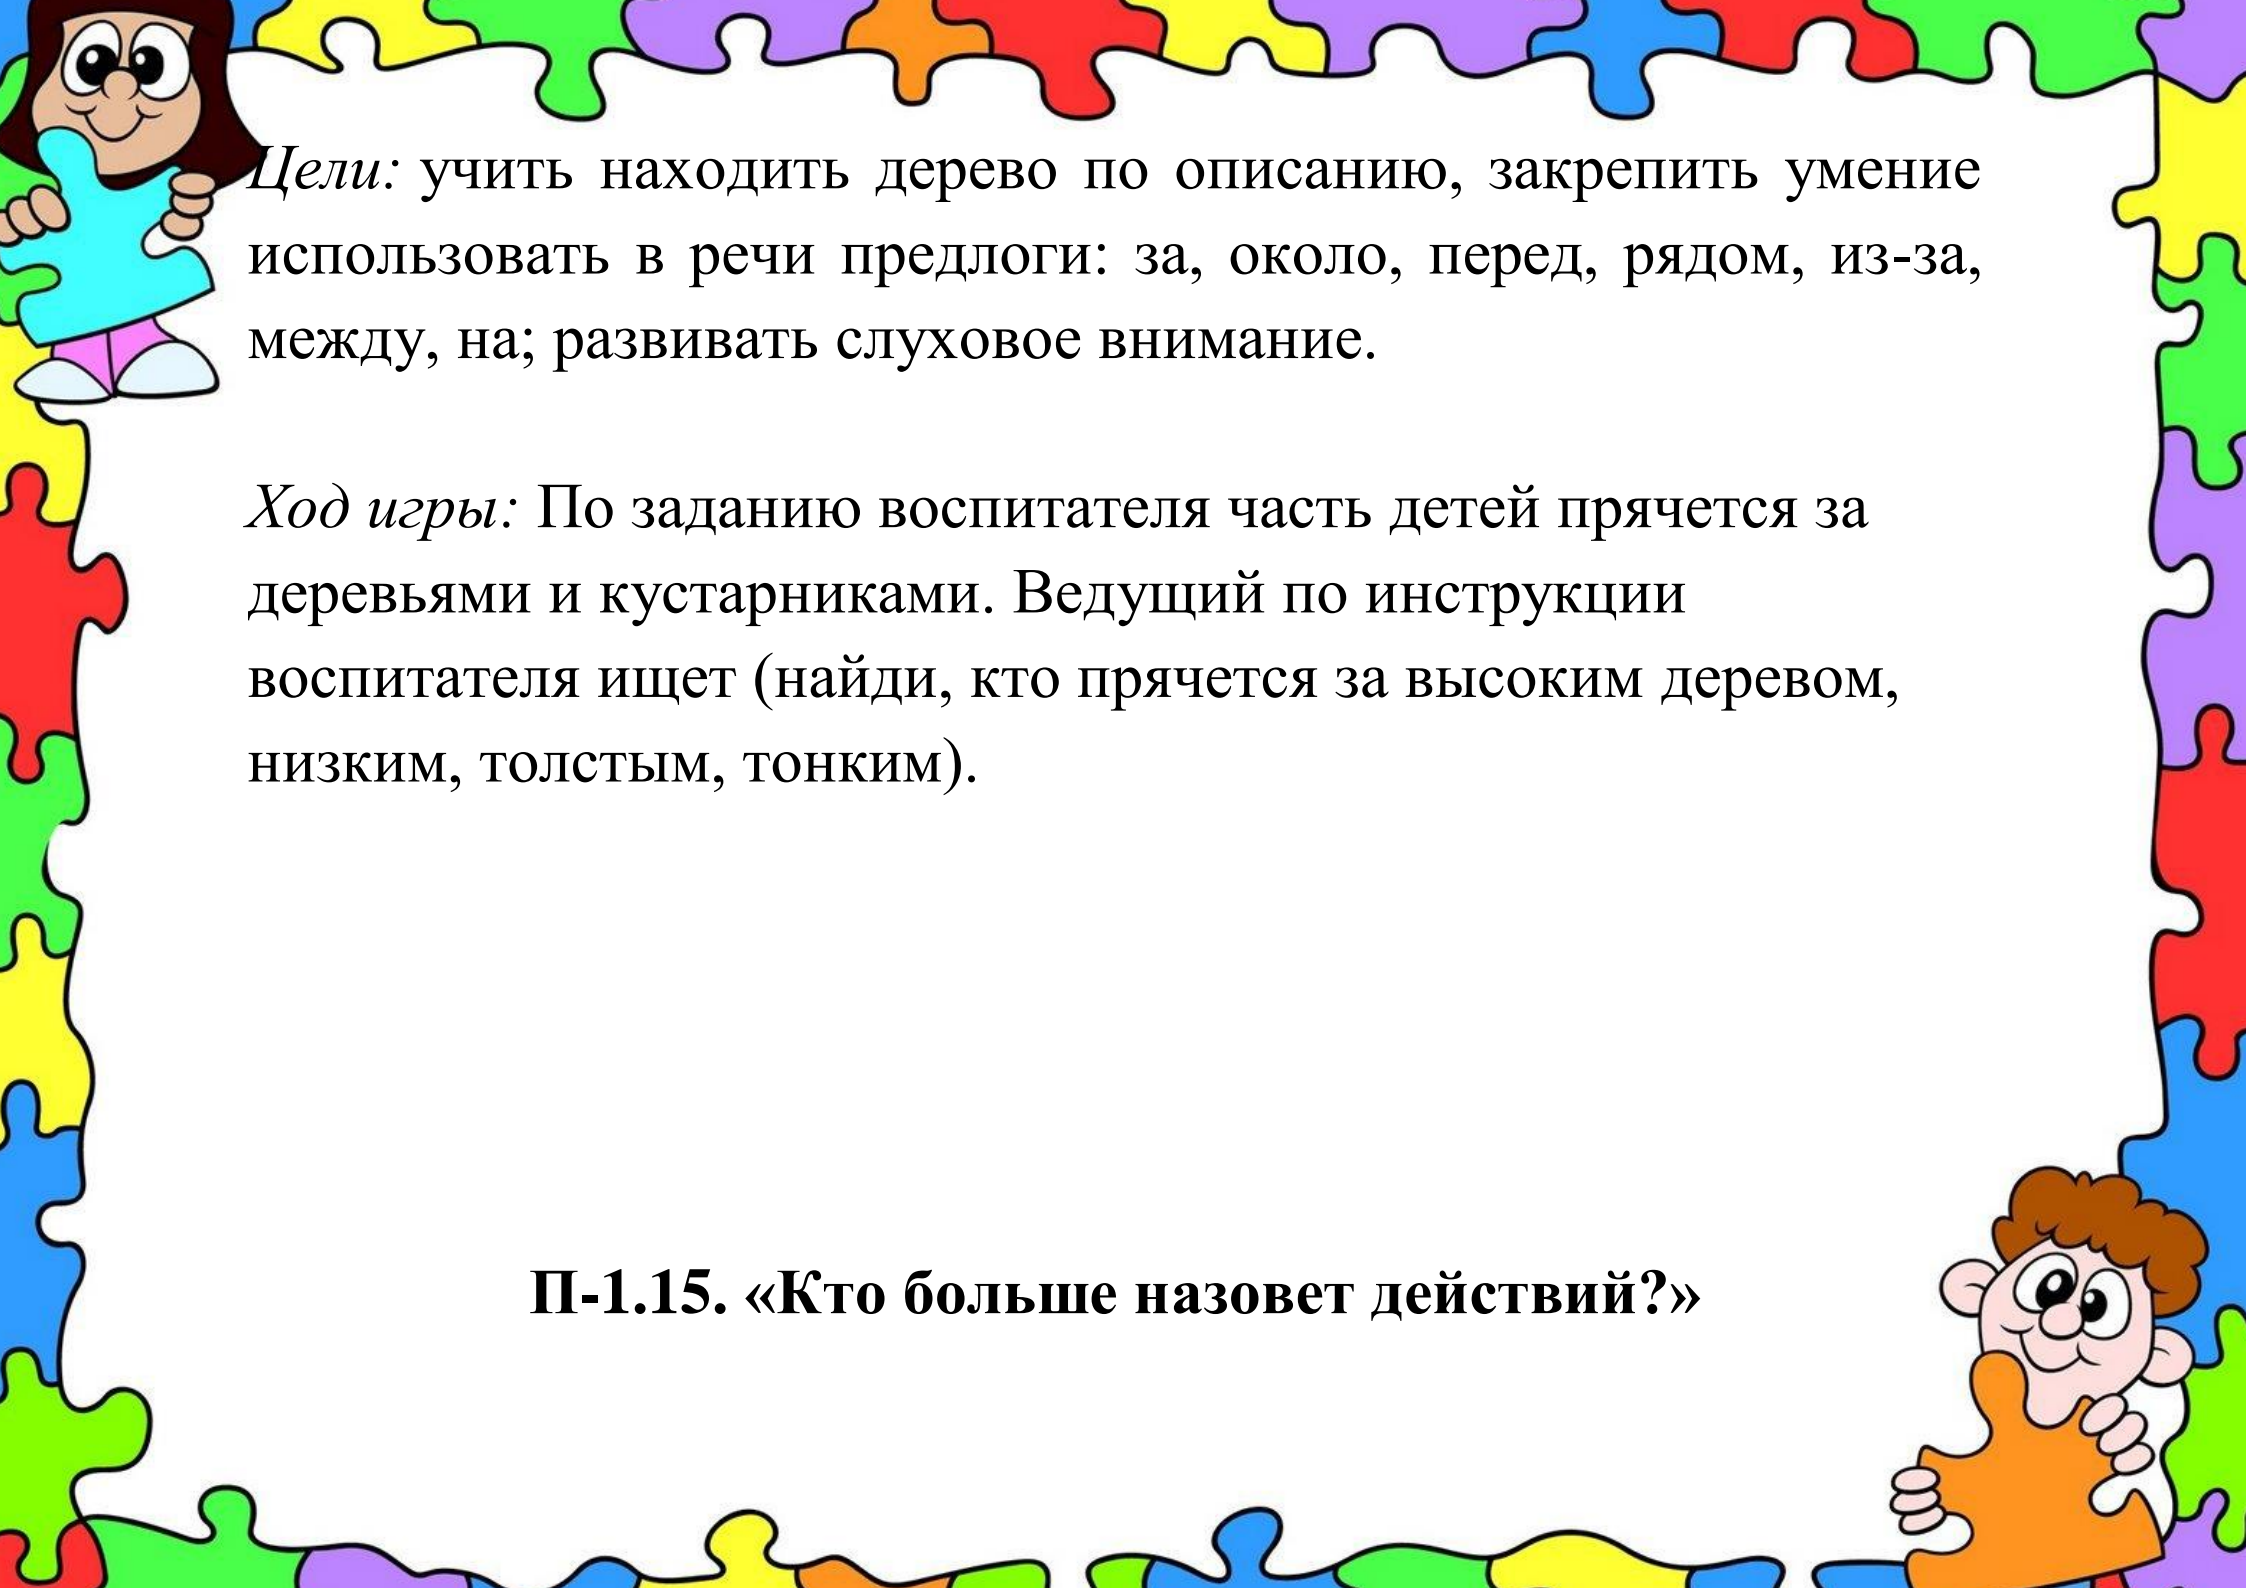 Цели: учить находить дерево по описанию, закрепить умение
использовать в речи предлоги: за, около, перед, рядом, из-за,
между, на; развивать слуховое внимание.
Ход игры: По заданию воспитателя часть детей прячется за
деревьями и кустарниками. Ведущий по инструкции
воспитателя ищет (найди, кто прячется за высоким деревом,
низким, толстым, тонким).
П-1.15. «Кто больше назовет действий?»